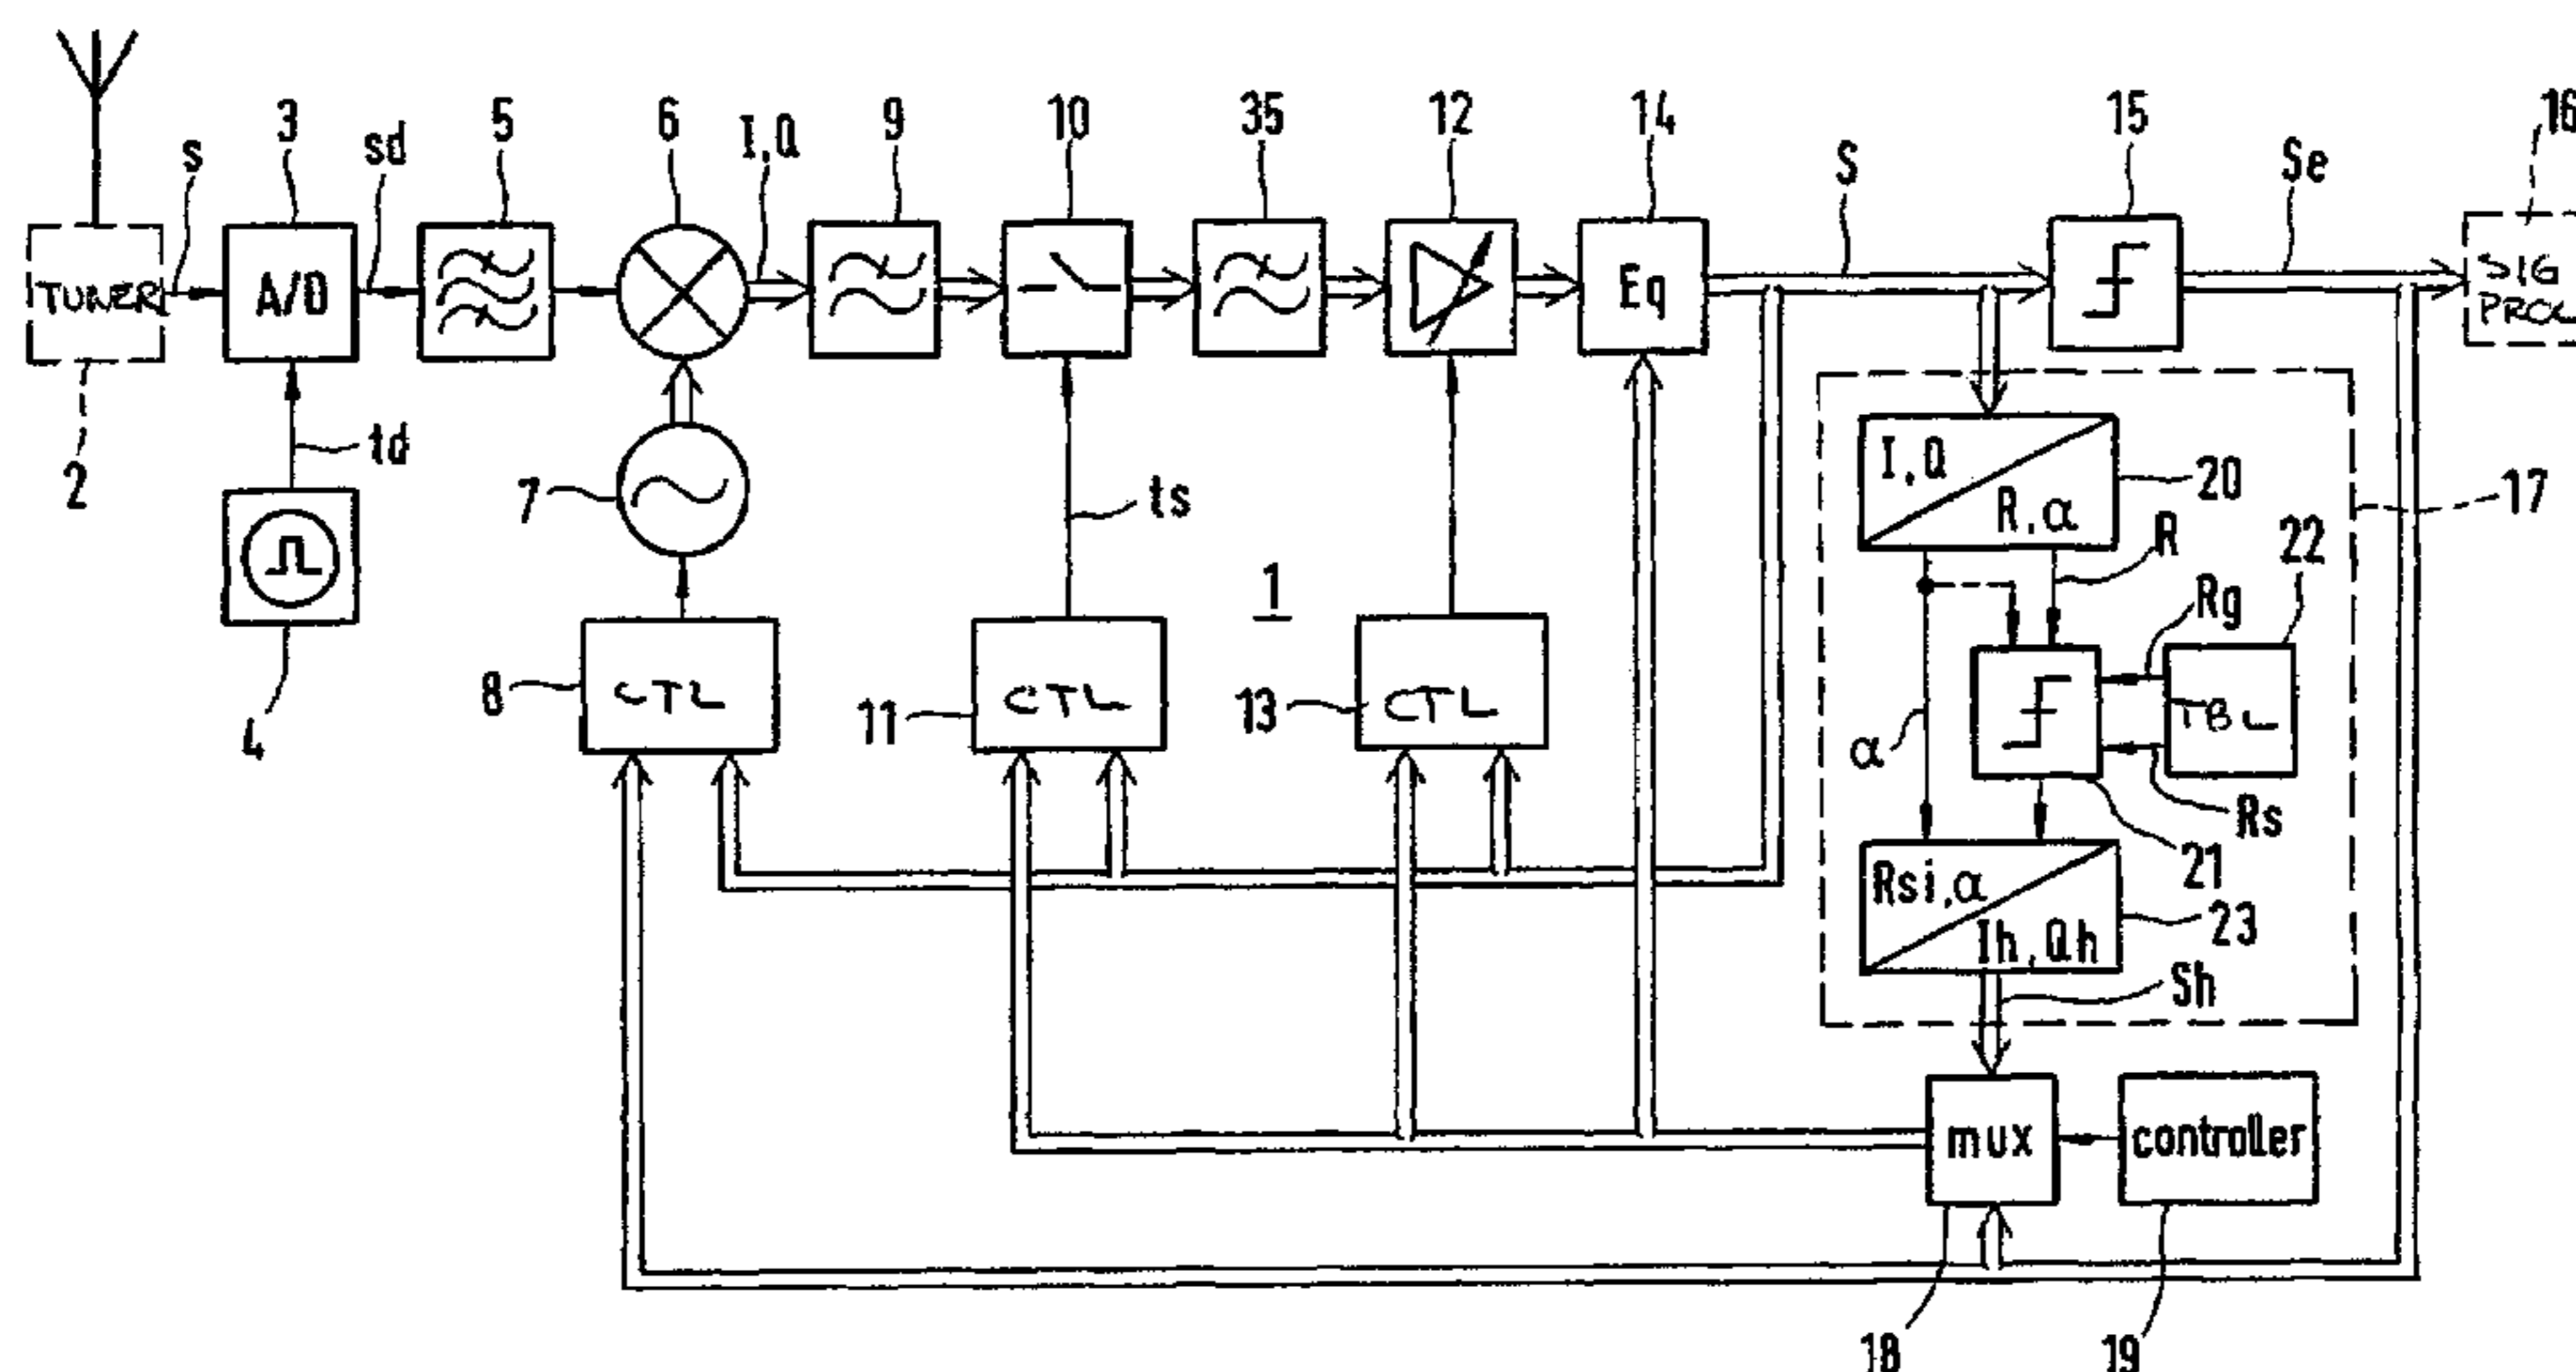 3
5
6
I,Q
9
10
35
12
14
15
16
s
sd
S
Se
TUNER
A/D
Eq
SIG
2
td
4
7
ts
8
CTL
11
CTL
1
13
CTL
I,Q
R,α
20
17
R
22
Rg
α
TBL
Rs
21
Rsi,α
Ih,Qh
23
Sh
mux
controller
18
19